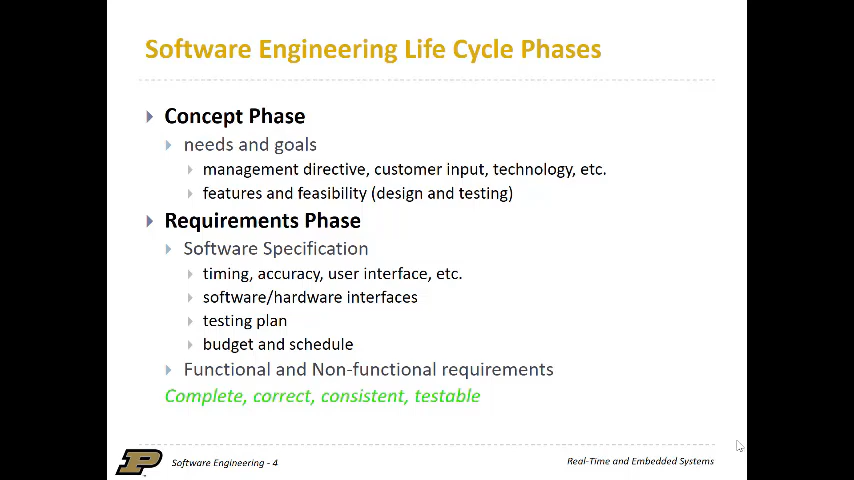 Software Engineering Life Cycle Phases
Concept Phase
needs and goals
management directive, customer input, technology, etc.
features and feasibility (design and testing)
Requirements Phase
Software Specification
timing, accuracy, user interface, etc.
software/hardware interfaces
testing plan
budget and schedule
Functional and Non-functional requirements
Complete, correct, consistent, testable
P
Software Engineering - 4
Real-Time and Embedded Systems